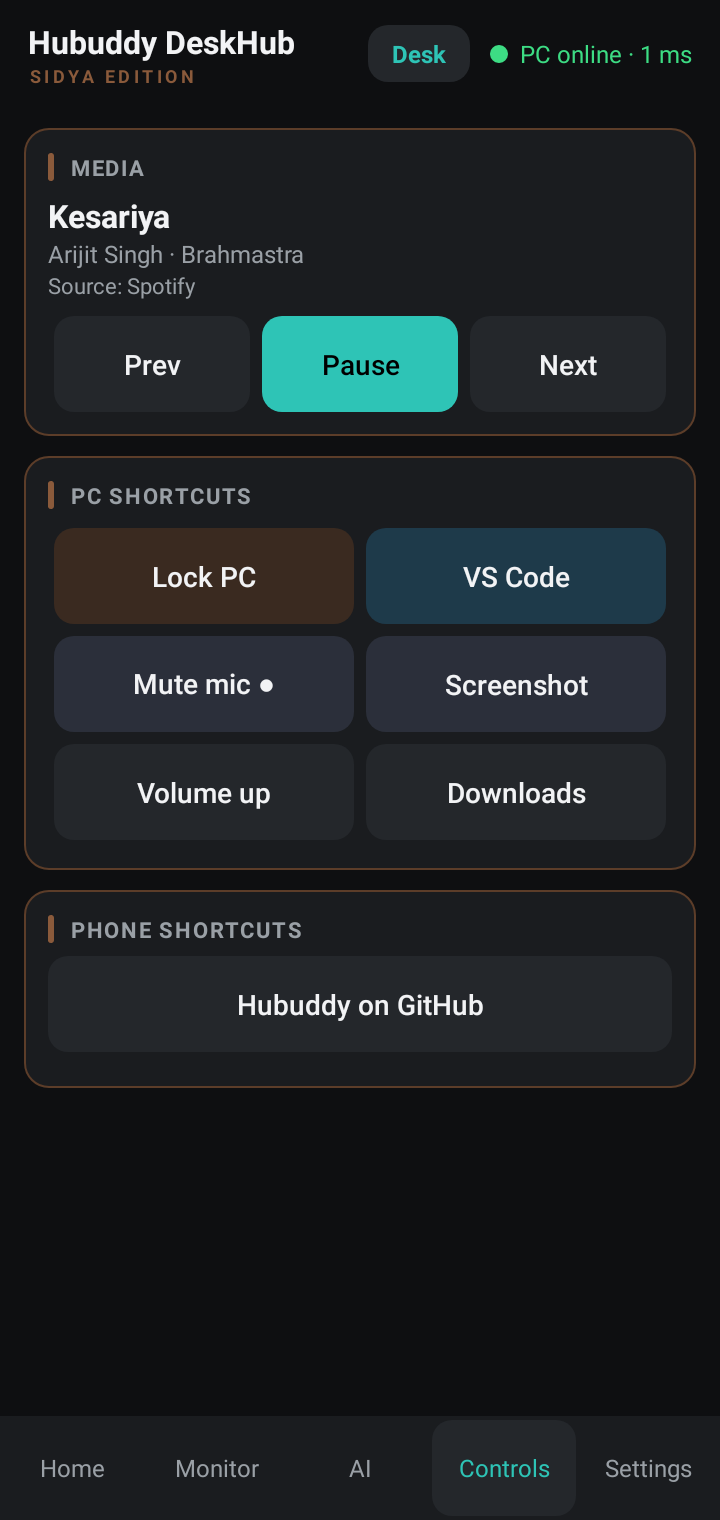 Hubuddy DeskHub
SIDYA EDITION
Desk
PC online · 1 ms
MEDIA
Kesariya
Arijit Singh · Brahmastra
Source: Spotify
Prev
Pause
Next
PC SHORTCUTS
Lock PC
VS Code
Mute mic ●
Screenshot
Volume up
Downloads
PHONE SHORTCUTS
Hubuddy on GitHub
Home
Monitor
AI
Controls
Settings